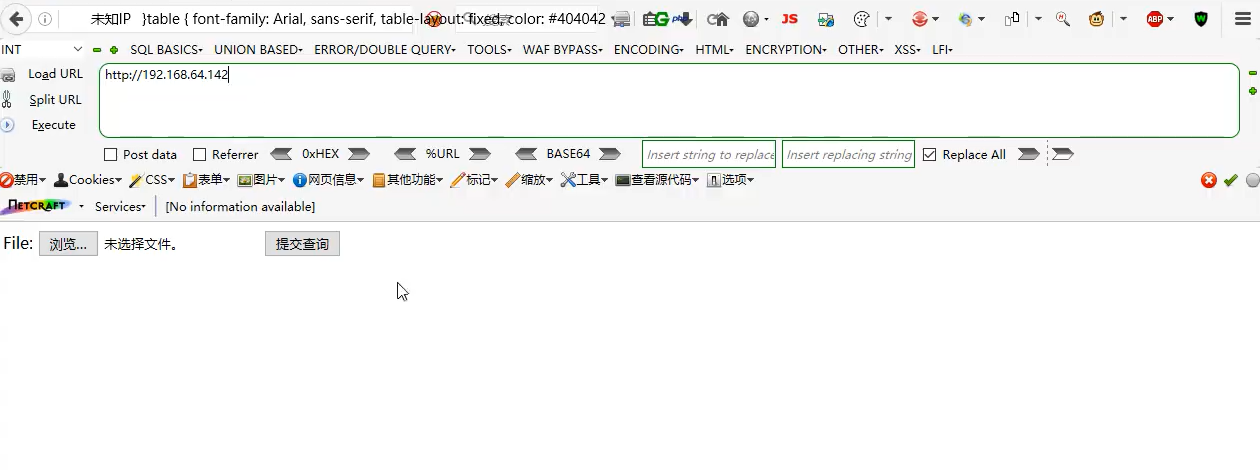 未知IP }table { font-family: Arial, sans-serif, table-layout: fixed, color: #404042
INT SQL BASICS UNION BASED ERROR/DOUBLE QUERY TOOLS WAF BYPASS ENCODING HTML ENCRYPTION OTHER XSS LFI
Load URL http://192.168.64.142
Split URL
Execute
Post data Referrer 0xHEX %URL BASE64 Insert string to replace Insert replacing string Replace All
禁用 Cookies CSS 表单 图片 网页信息 其他功能 标记 缩放 工具 查看源代码 选项
NETCRAFT Services [No information available]
File: 浏览... 未选择文件。 提交查询